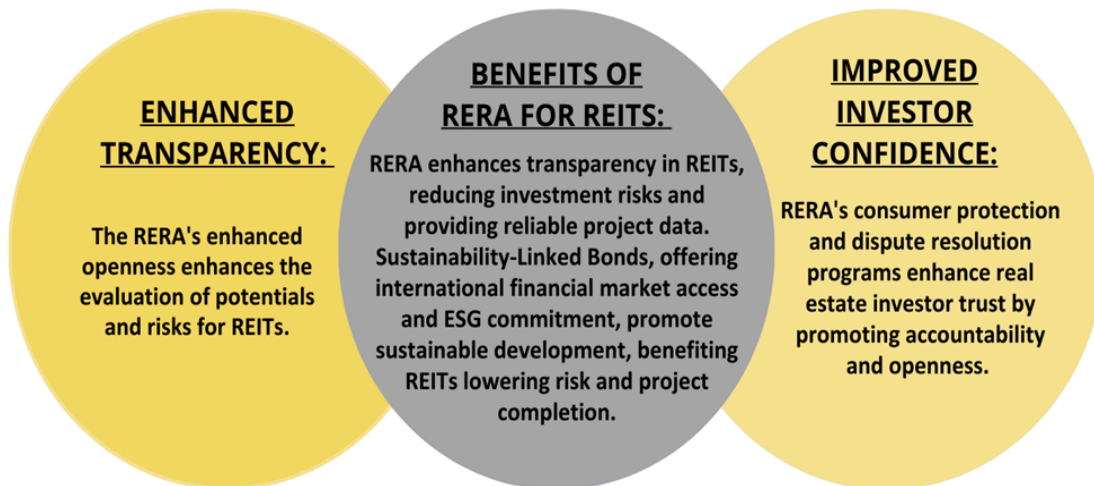 ENHANCED
TRANSPARENCY:
The RERA's enhanced
openness enhances the
evaluation of potentials
and risks for REITs.
BENEFITS OF
RERA FOR REITS:
RERA enhances transparency in REITs,
reducing investment risks and
providing reliable project data.
Sustainability-Linked Bonds, offering
international financial market access
and ESG commitment, promote
sustainable development, benefiting
REITs lowering risk and project
completion.
IMPROVED
INVESTOR
CONFIDENCE:
RERA's consumer protection
and dispute resolution
programs enhance real
estate investor trust by
promoting accountability
and openness.